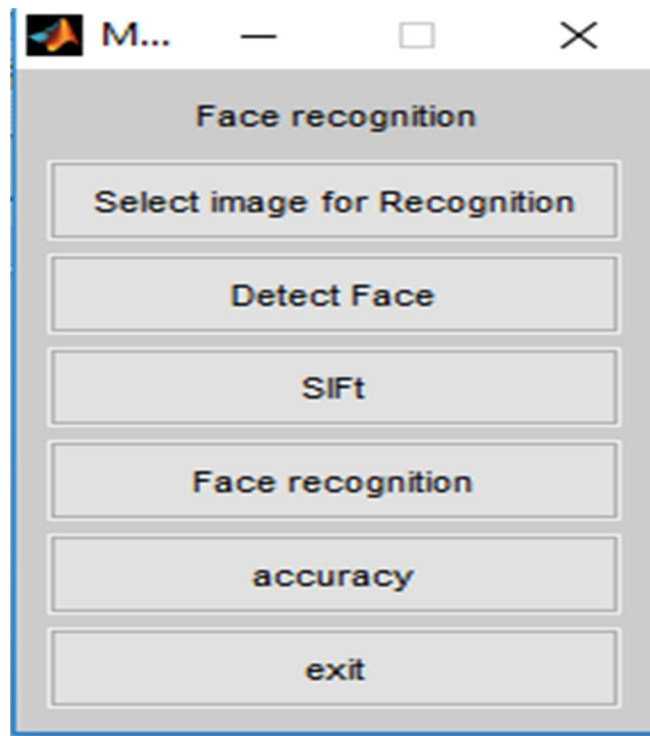 M...
Face recognition
Select image for Recognition
Detect Face
SIFt
Face recognition
accuracy
exit